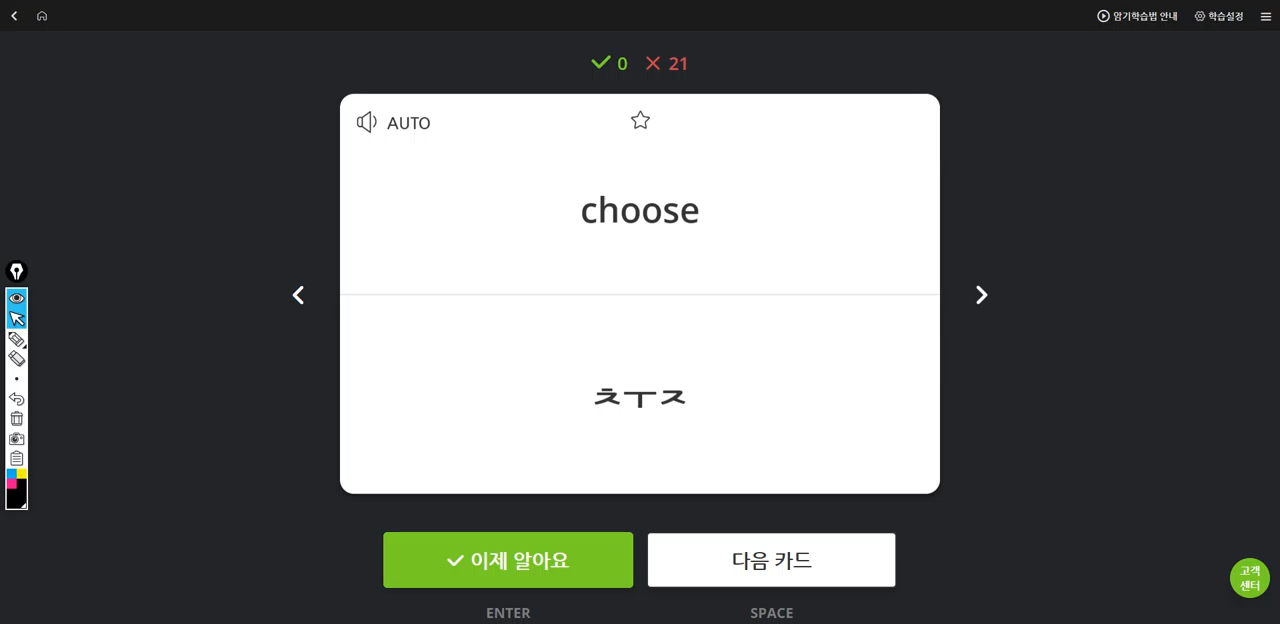 암기학습법 안내 학습설정
0 21
AUTO
choose
ㅊㅜㅈ
이제 알아요 다음 카드
ENTER SPACE
고객
센터